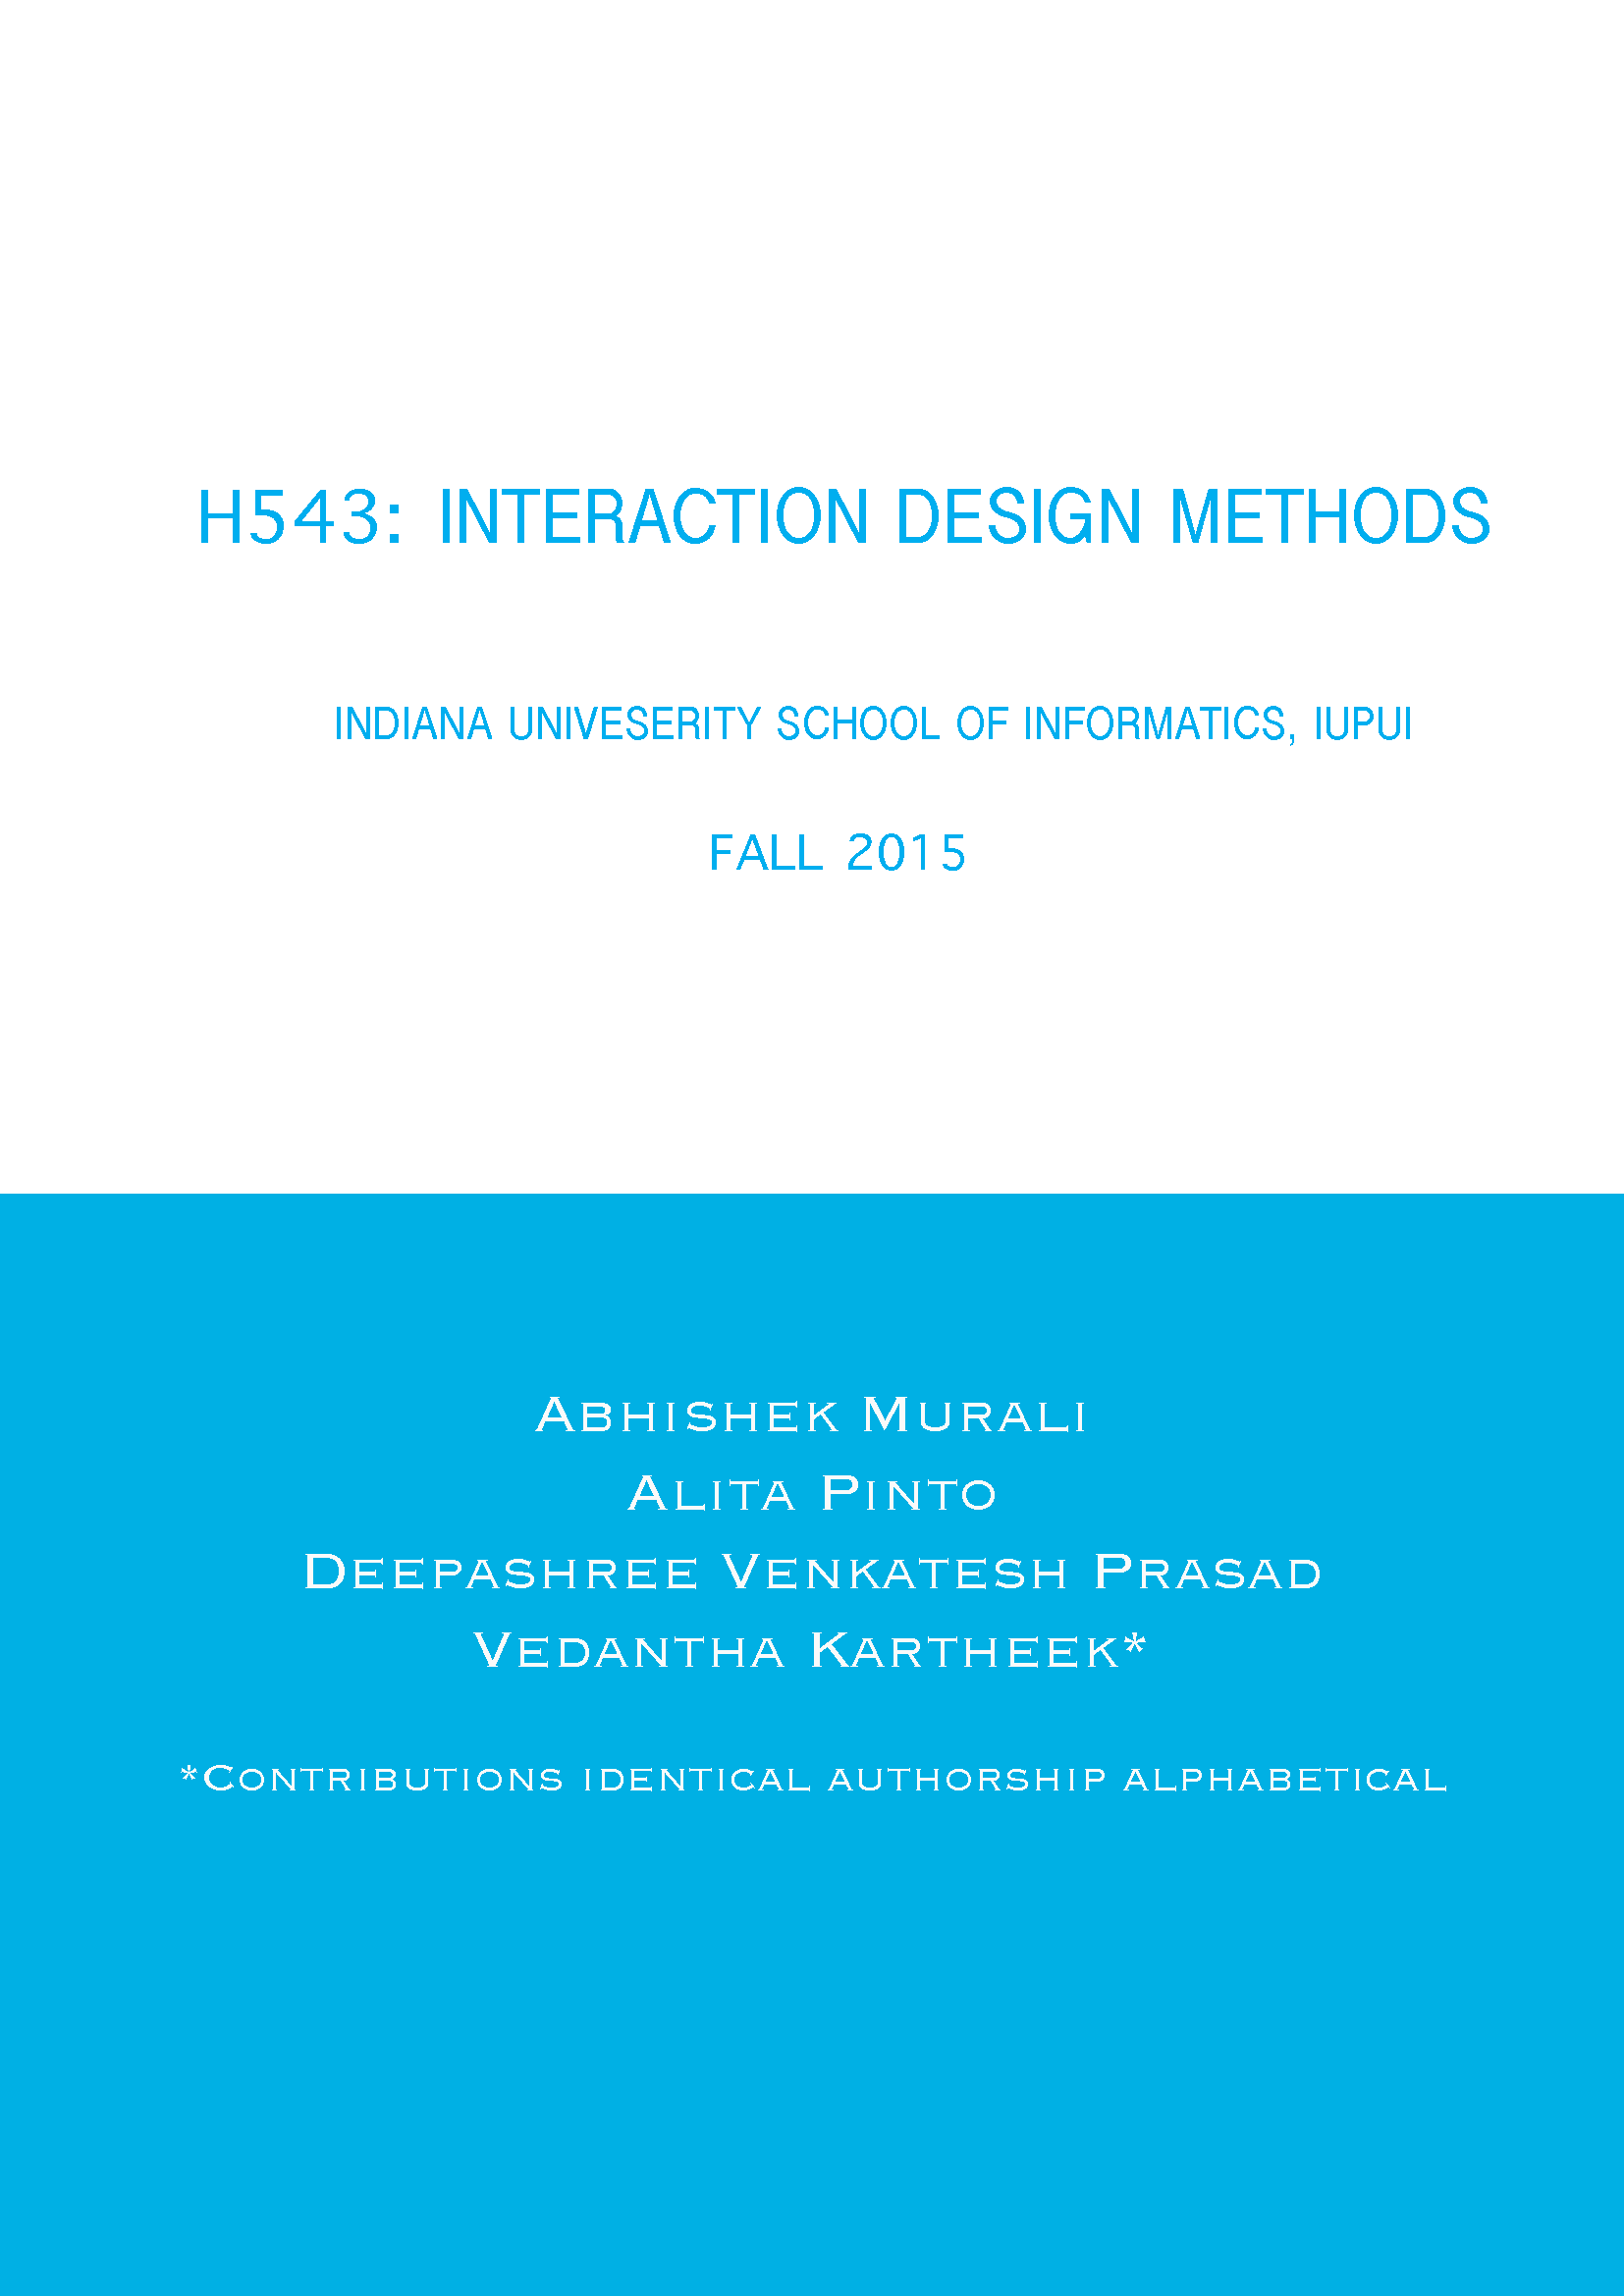 H543: INTERACTION DESIGN METHODS
INDIANA UNIVESERITY SCHOOL OF INFORMATICS, IUPUI
FALL 2015
Abhishek Murali
Alita Pinto
Deepashree Venkatesh Prasad
Vedantha Kartheek*
*Contributions identical authorship alphabetical